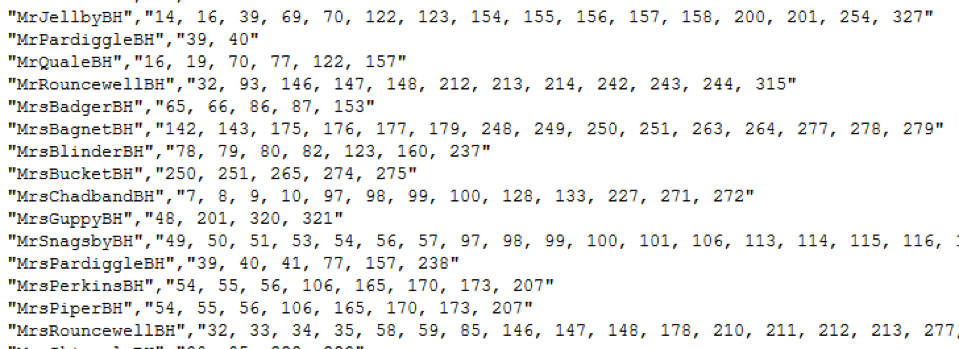 "MrJellbyBH","14, 16, 39, 69, 70, 122, 123, 154, 155, 156, 157, 158, 200, 201, 254, 327"
"MrPardiggleBH","39, 40"
"MrQualeBH","16, 19, 70, 77, 122, 157"
"MrRouncewellBH","32, 93, 146, 147, 148, 212, 213, 214, 242, 243, 244, 315"
"MrsBadgerBH","65, 66, 86, 87, 153"
"MrsBagnetBH","142, 143, 175, 176, 177, 179, 248, 249, 250, 251, 263, 264, 277, 278, 279"
"MrsBlinderBH","78, 79, 80, 82, 123, 160, 237"
"MrsBucketBH","250, 251, 265, 274, 275"
"MrsChadbandBH","7, 8, 9, 10, 97, 98, 99, 100, 128, 133, 227, 271, 272"
"MrsGuppyBH","48, 201, 320, 321"
"MrSnagsbyBH","49, 50, 51, 53, 54, 56, 57, 97, 98, 99, 100, 101, 106, 113, 114, 115, 116,
"MrsPardiggleBH","39, 40, 41, 77, 157, 238"
"MrsPerkinsBH","54, 55, 56, 106, 165, 170, 173, 207"
"MrsPiperBH","54, 55, 56, 106, 165, 170, 173, 207"
"MrsRouncewellBH","32, 33, 34, 35, 58, 59, 85, 146, 147, 148, 178, 210, 211, 212, 213, 277,